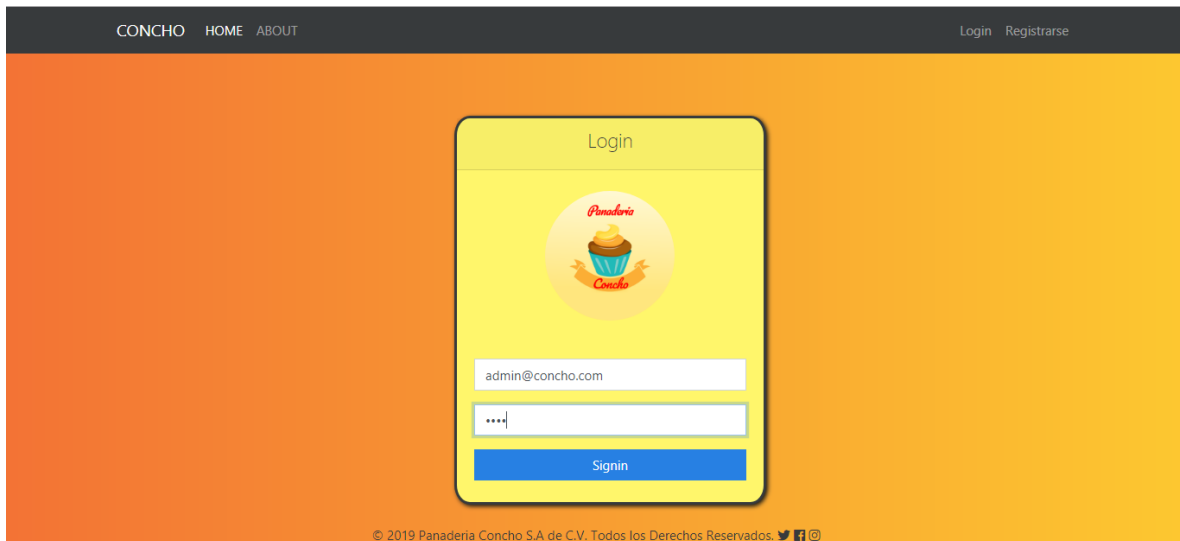 CONCHO HOME ABOUT Login Registrarse
Login
Panaderia
Concho
admin@concho.com
••••
Signin
© 2019 Panaderia Concho S.A de C.V. Todos los Derechos Reservados.